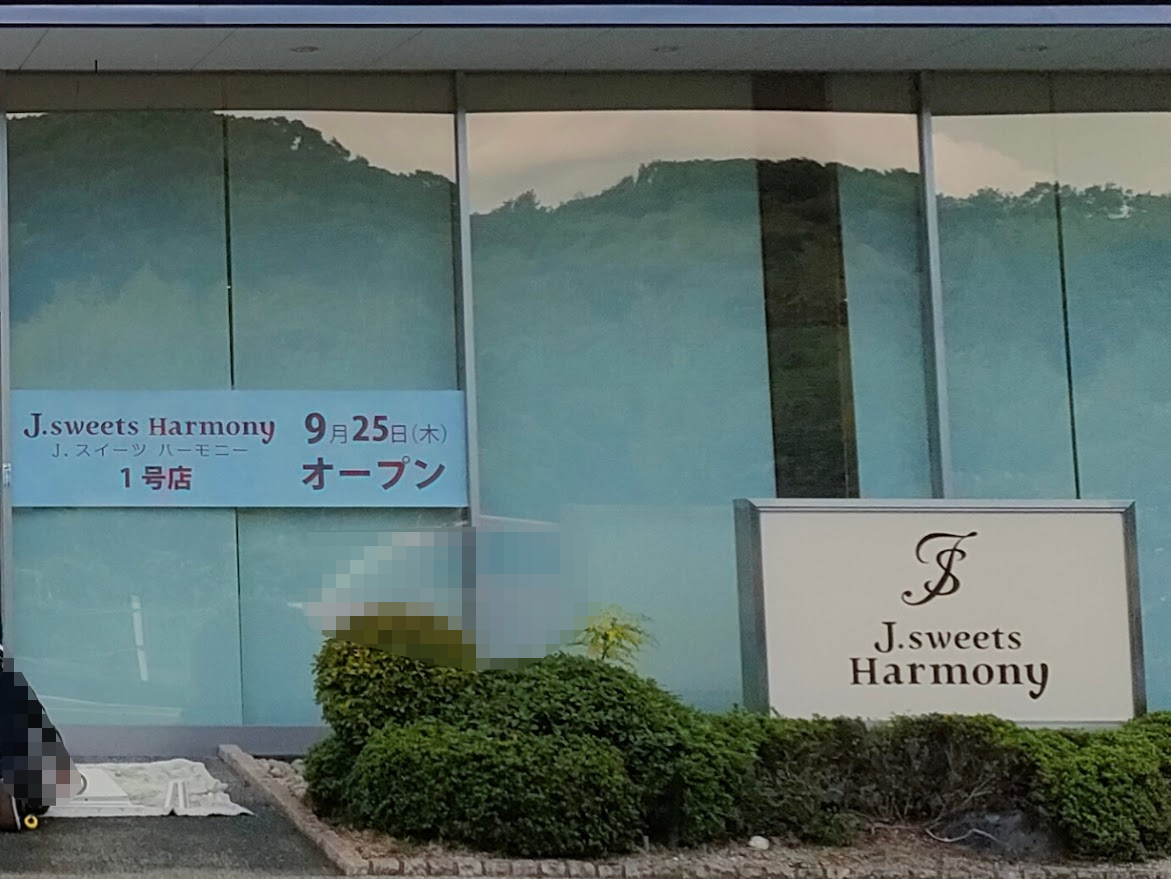 J.sweets Harmony
J.スイーツ ハーモニー
1号店
9月25日(木)
オープン
JS
J.sweets
Harmony